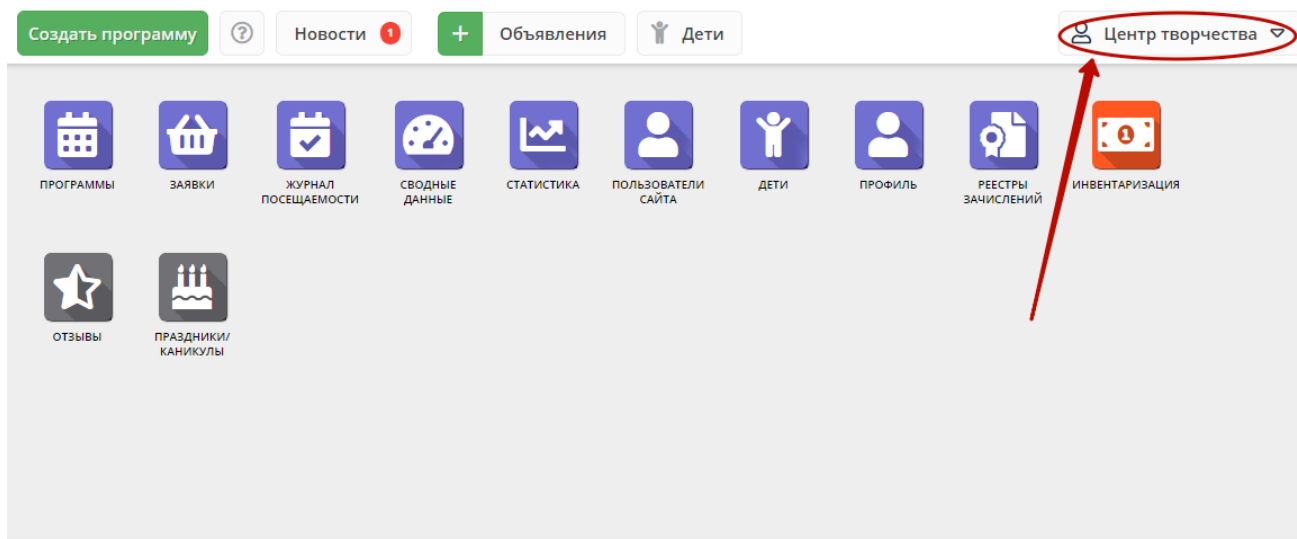 Создать программу
?
Новости 1
+ Объявления
Дети
Центр творчества
ПРОГРАММЫ
ЗАЯВКИ
ЖУРНАЛ
ПОСЕЩАЕМОСТИ
СВОДНЫЕ
ДАННЫЕ
СТАТИСТИКА
ПОЛЬЗОВАТЕЛИ
САЙТА
ДЕТИ
ПРОФИЛЬ
РЕЕСТРЫ
ЗАЧИСЛЕНИЙ
1
ИНВЕНТАРИЗАЦИЯ
ОТЗЫВЫ
ПРАЗДНИКИ/
КАНИКУЛЫ